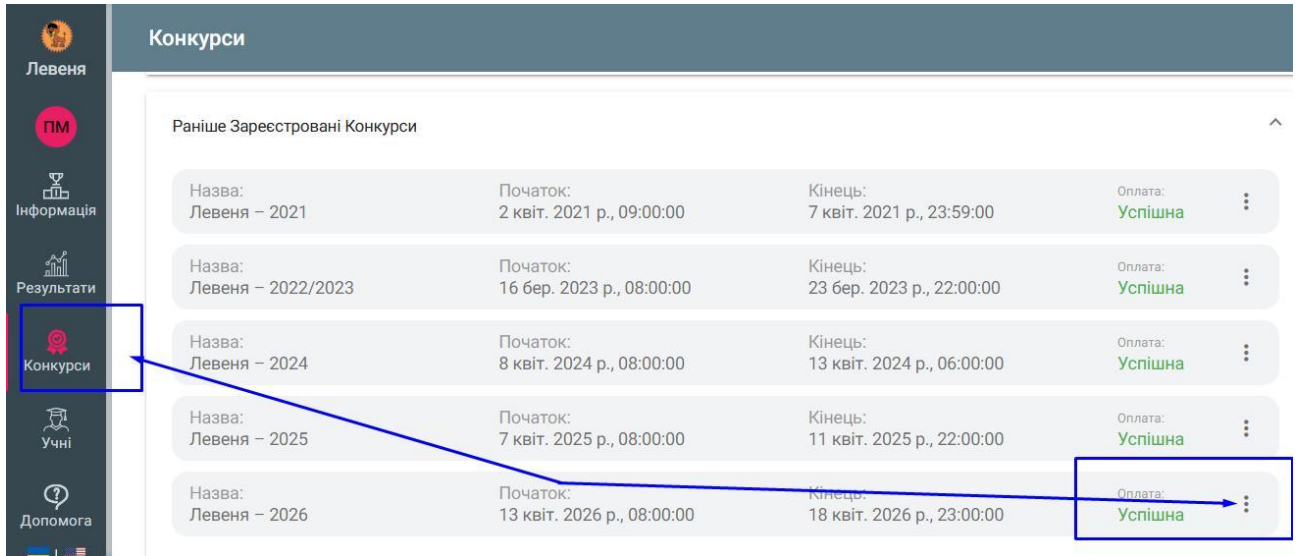 Левеня
Конкурси
ПМ
Інформація
Результати
Конкурси
Учні
Допомога
Раніше Зареєстровані Конкурси
Назва: Початок: Кінець: Оплата:
Левеня – 2021 2 квіт. 2021 р., 09:00:00 7 квіт. 2021 р., 23:59:00 Успішна
Назва: Початок: Кінець: Оплата:
Левеня – 2022/2023 16 бер. 2023 р., 08:00:00 23 бер. 2023 р., 22:00:00 Успішна
Назва: Початок: Кінець: Оплата:
Левеня – 2024 8 квіт. 2024 р., 08:00:00 13 квіт. 2024 р., 06:00:00 Успішна
Назва: Початок: Кінець: Оплата:
Левеня – 2025 7 квіт. 2025 р., 08:00:00 11 квіт. 2025 р., 22:00:00 Успішна
Назва: Початок: Кінець: Оплата:
Левеня – 2026 13 квіт. 2026 р., 08:00:00 18 квіт. 2026 р., 23:00:00 Успішна